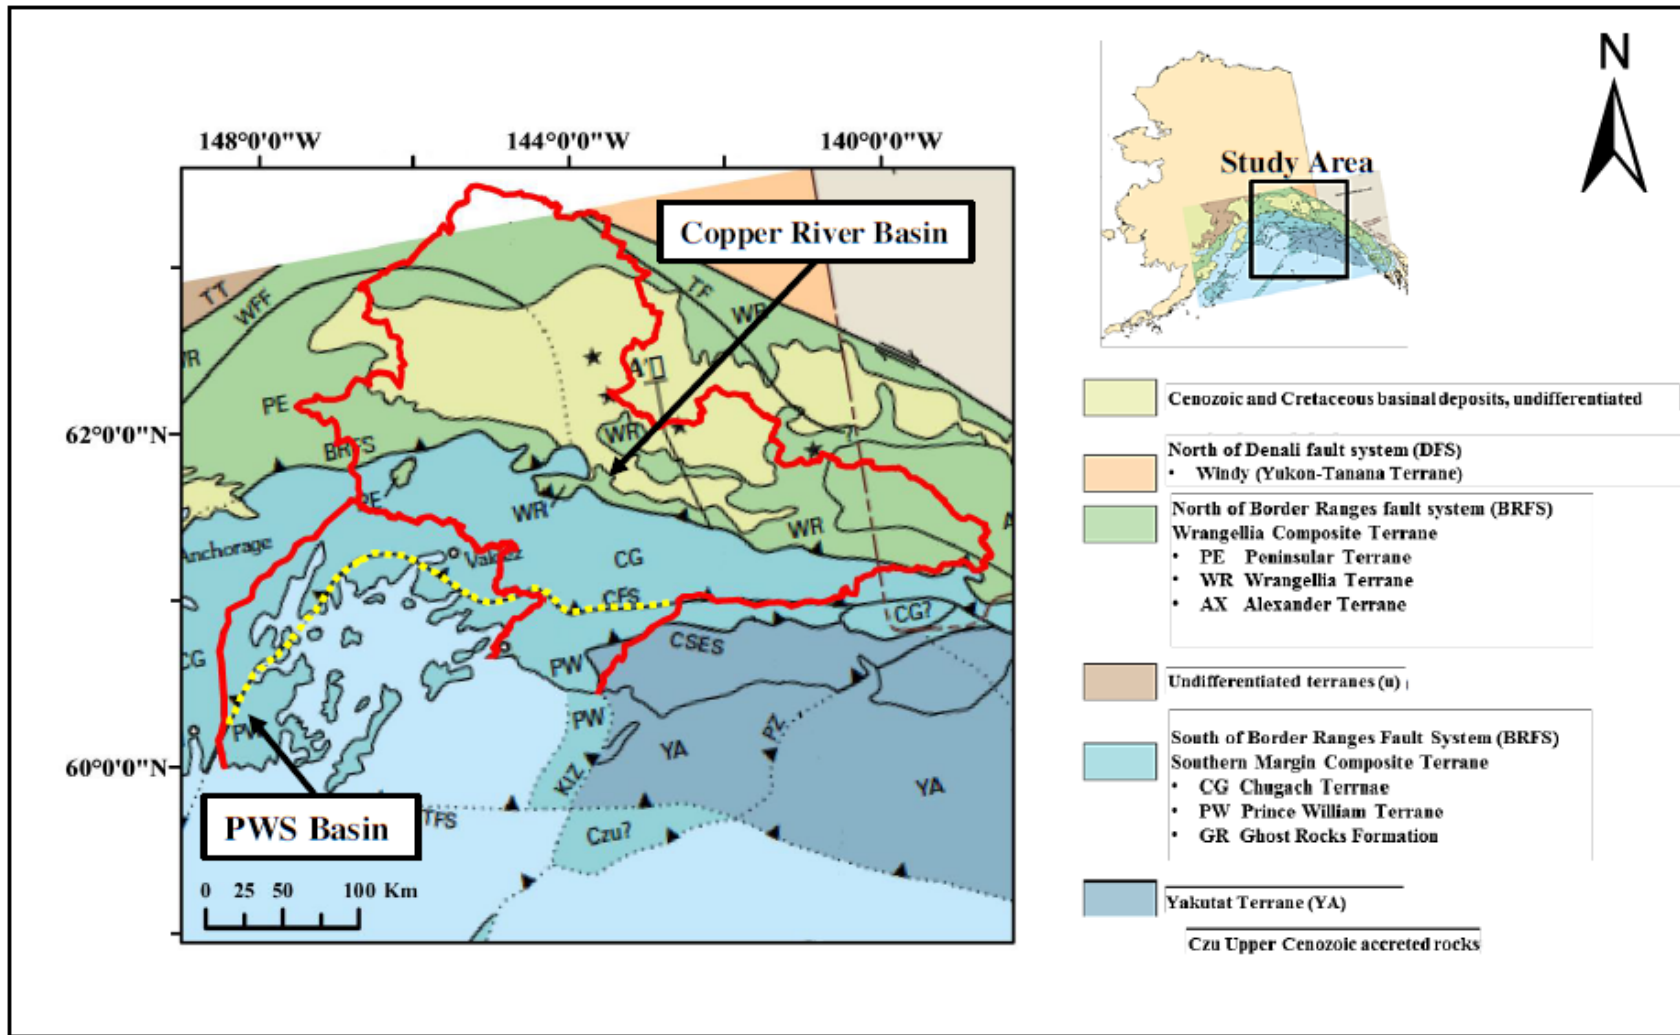 N
148°0'0"W
144°0'0"W
140°0'0"W
Study Area
Copper River Basin
TT
WFF
TF
WR
WR
A'
PE
62°0'0"N
BRFS
WR
?
PE
WR
WR
A
Anchorage
Valdez
CG
CFS
CG?
CG
PW
CSES
PW
PW
KIZ
YA
PZ
YA
60°0'0"N
TFS
Czu?
PWS Basin
0 25 50 100 Km
Cenozoic and Cretaceous basinal deposits, undifferentiated
North of Denali fault system (DFS)
• Windy (Yukon-Tanana Terrane)
North of Border Ranges fault system (BRFS)
Wrangellia Composite Terrane
• PE Peninsular Terrane
• WR Wrangellia Terrane
• AX Alexander Terrane
Undifferentiated terranes (u)
South of Border Ranges Fault System (BRFS)
Southern Margin Composite Terrane
• CG Chugach Terrnae
• PW Prince William Terrane
• GR Ghost Rocks Formation
Yakutat Terrane (YA)
Czu Upper Cenozoic accreted rocks